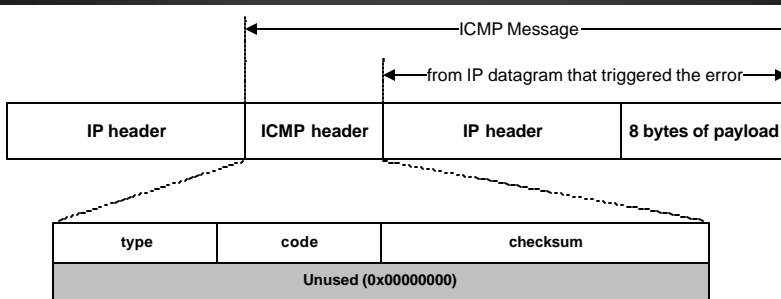 ICMP Message
from IP datagram that triggered the error
IP header
ICMP header
IP header
8 bytes of payload
type
code
checksum
Unused (0x00000000)